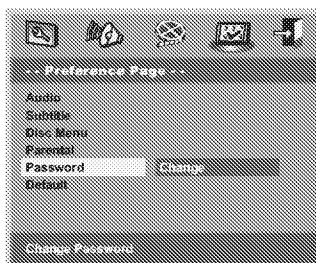 - - Preference Page - -
Audio
Subtitle
Disc Menu
Parental
Password Change
Default
Change Password